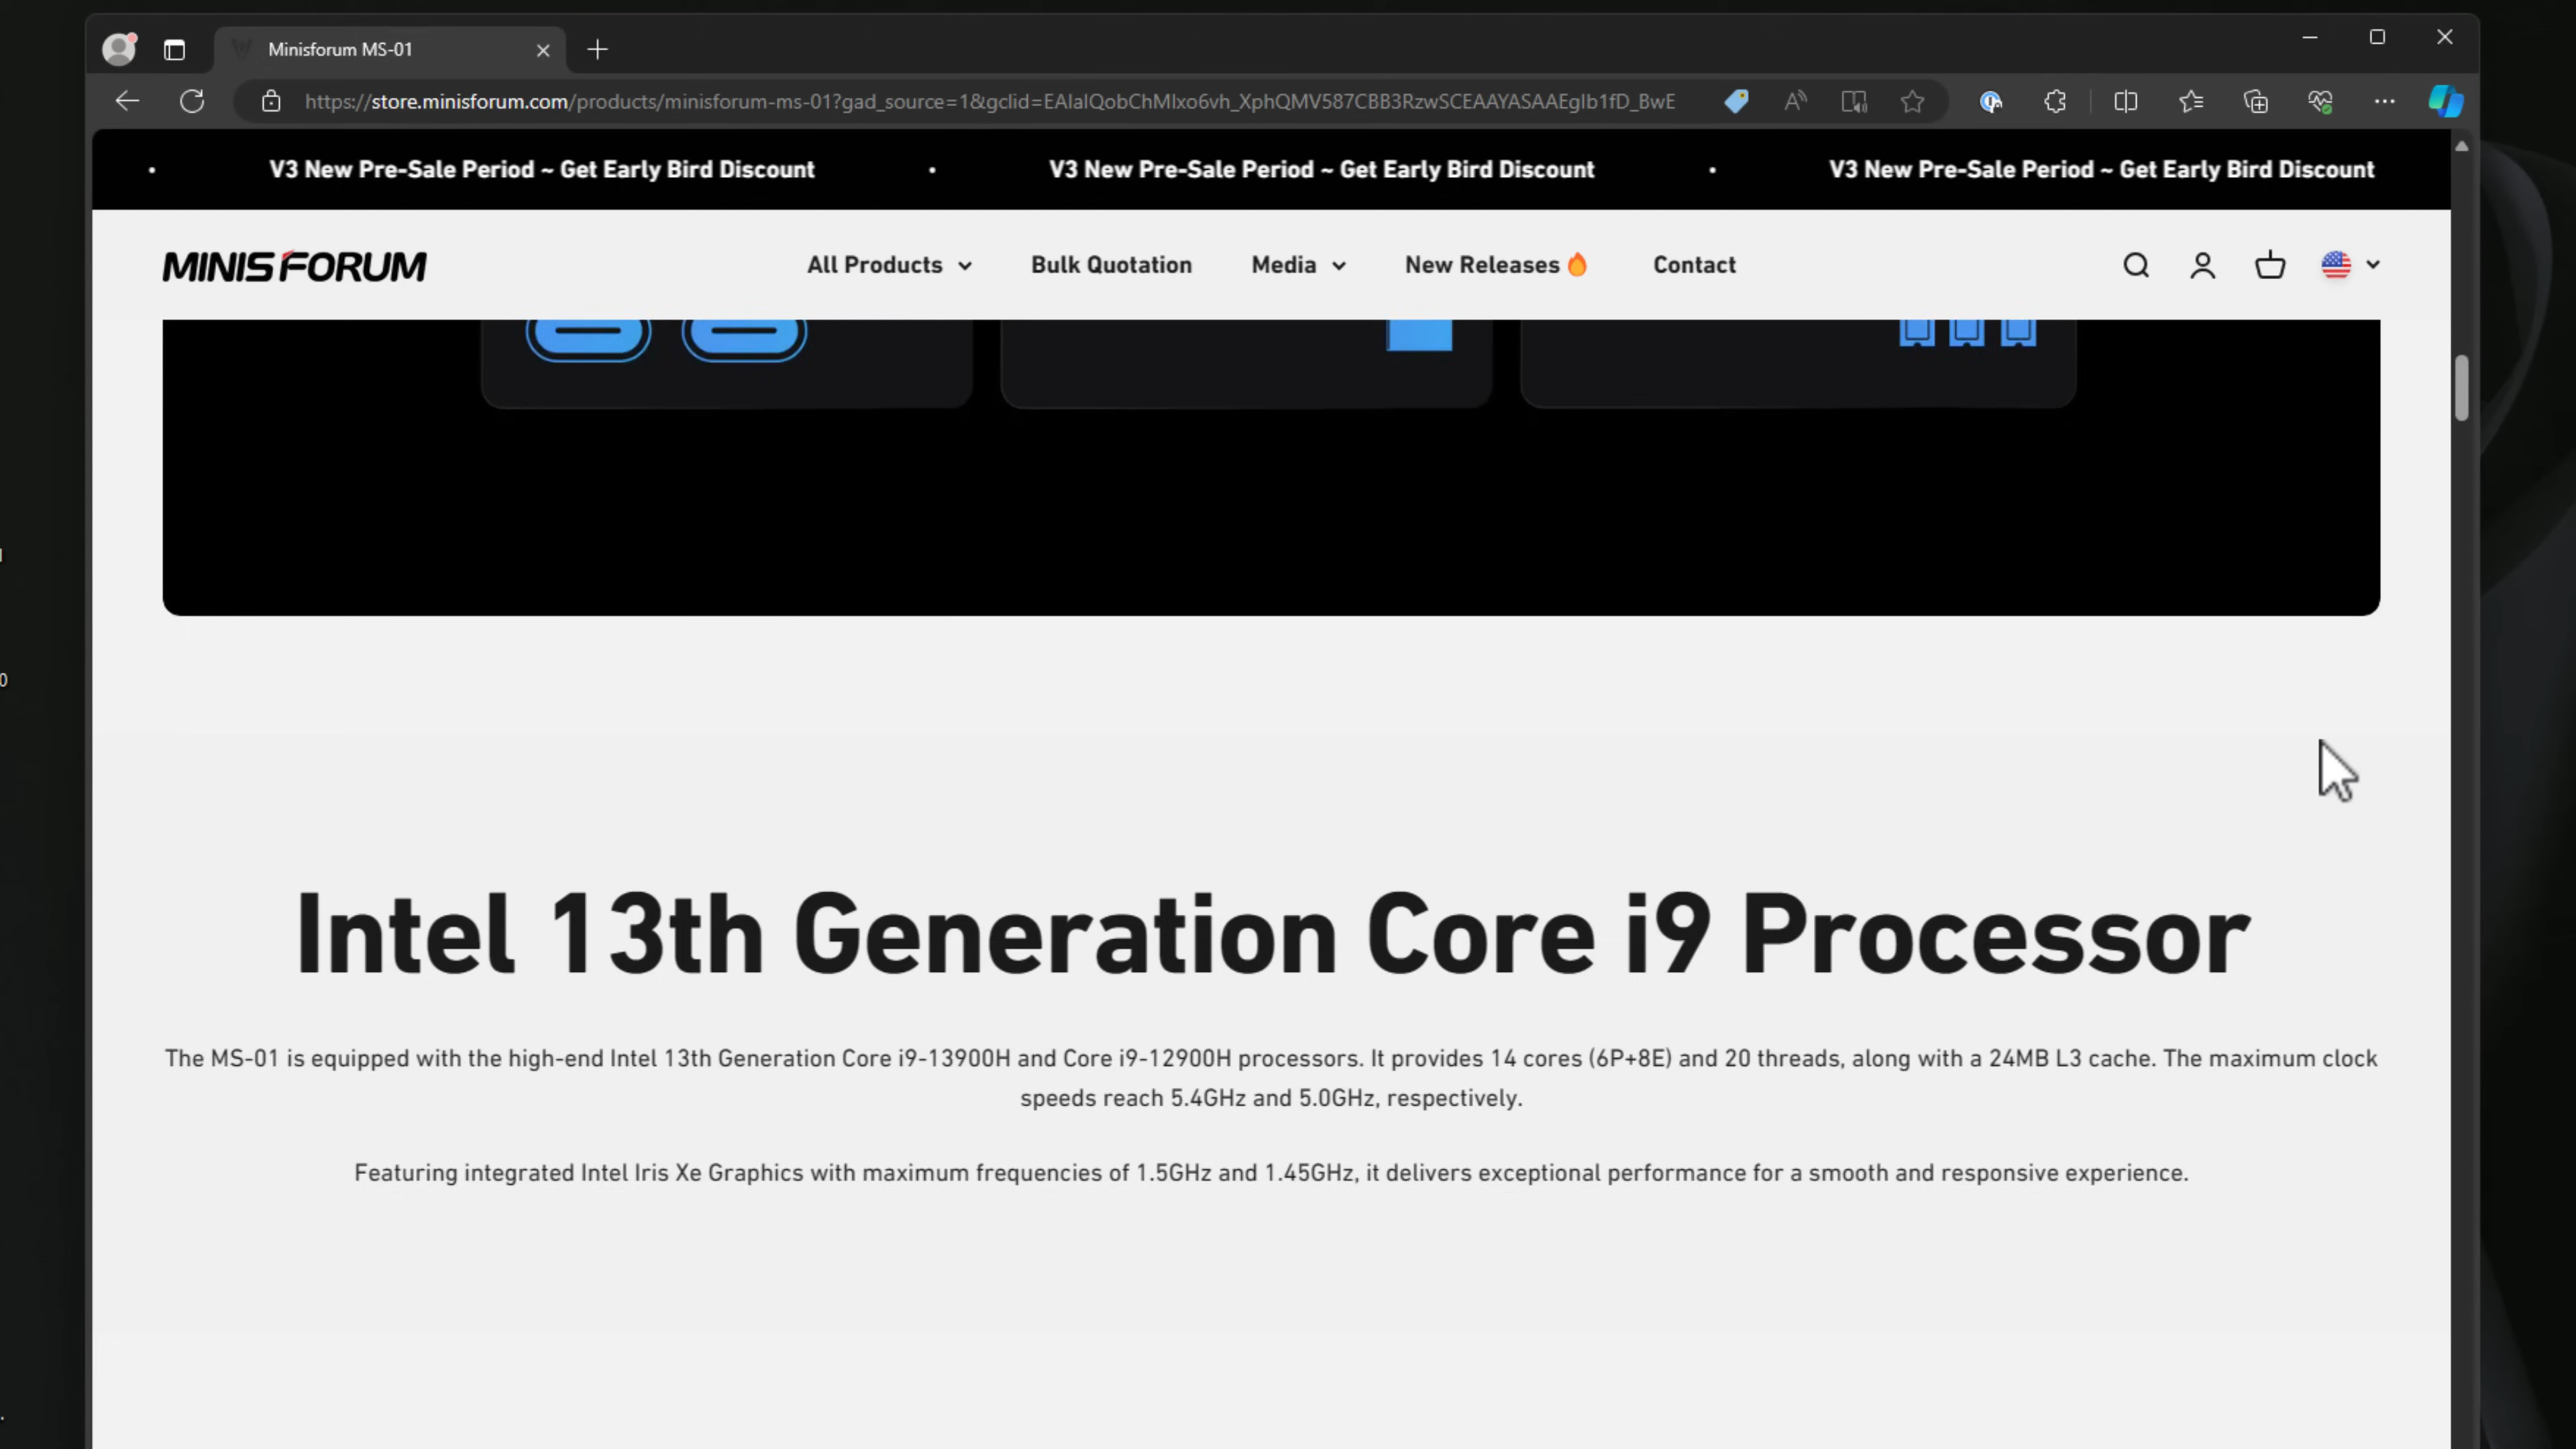 Minisforum MS-01
https://store.minisforum.com/products/minisforum-ms-01?gad_source=1&gclid=EAIaIQobChMIxo6vh_XphQMV587CBB3RzwSCEAAYASAAEgIb1fD_BwE
V3 New Pre-Sale Period ~ Get Early Bird Discount • V3 New Pre-Sale Period ~ Get Early Bird Discount • V3 New Pre-Sale Period ~ Get Early Bird Discount
MINISFORUM All Products Bulk Quotation Media New Releases🔥 Contact
Intel 13th Generation Core i9 Processor
The MS-01 is equipped with the high-end Intel 13th Generation Core i9-13900H and Core i9-12900H processors. It provides 14 cores (6P+8E) and 20 threads, along with a 24MB L3 cache. The maximum clock
speeds reach 5.4GHz and 5.0GHz, respectively.
Featuring integrated Intel Iris Xe Graphics with maximum frequencies of 1.5GHz and 1.45GHz, it delivers exceptional performance for a smooth and responsive experience.